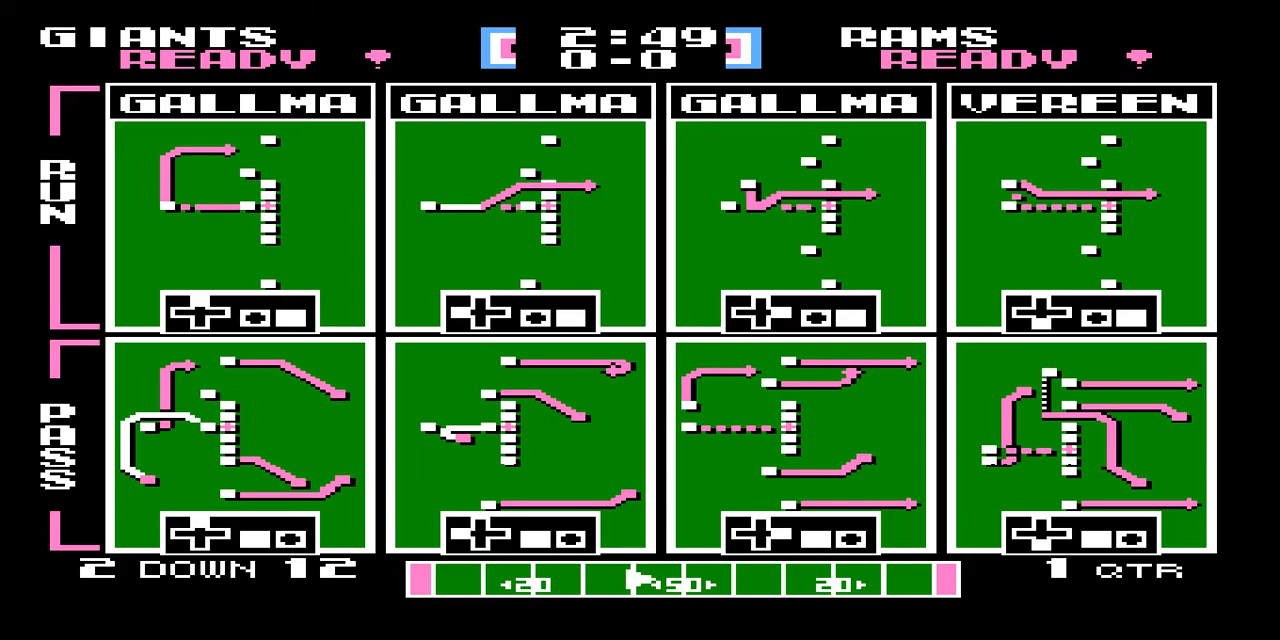 GIANTS 2:49 RAMS
READY 0-0 READY
GALLMA GALLMA GALLMA VEREEN
RUN
PASS
2 DOWN 12 1 QTR
20 50 20